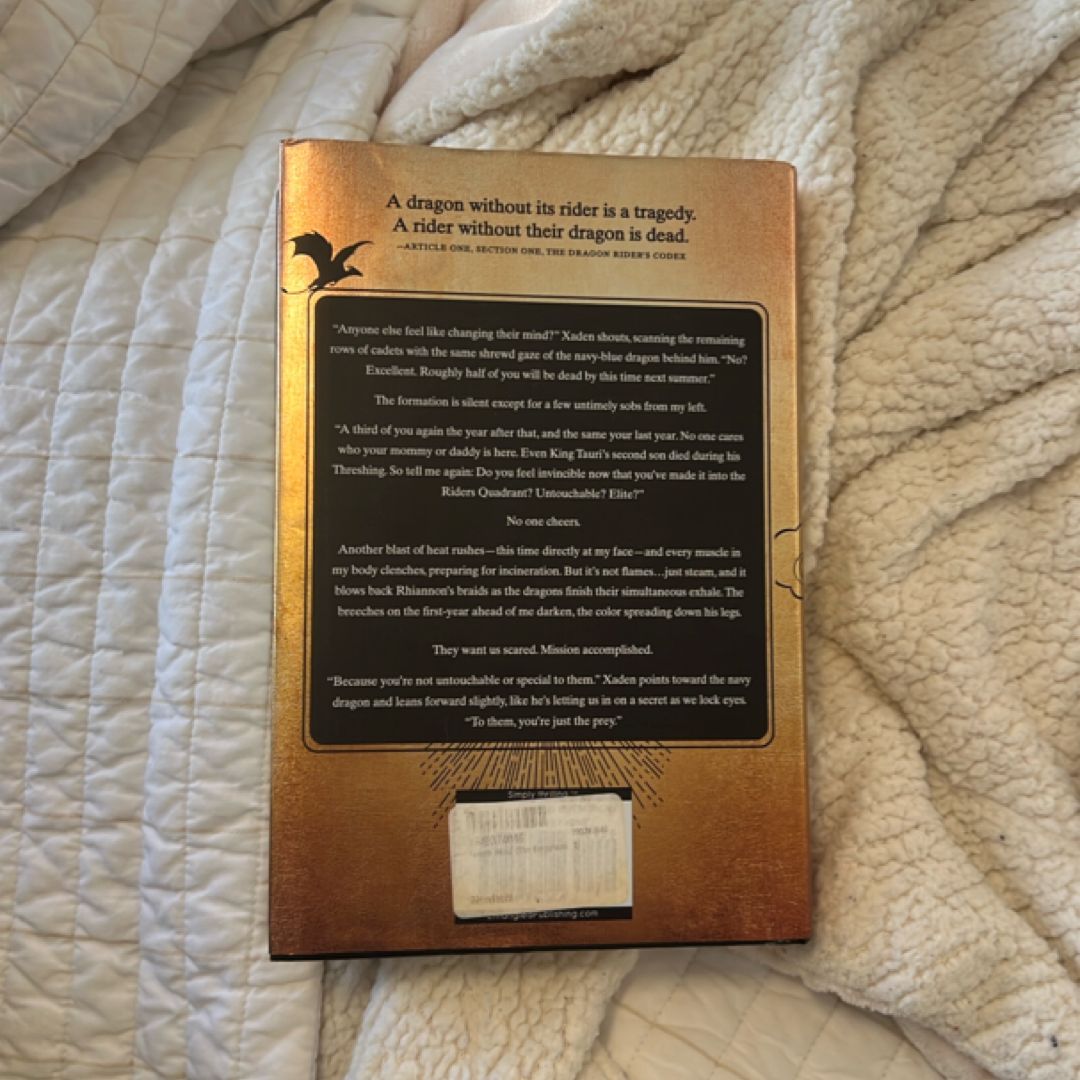 A dragon without its rider is a tragedy.
A rider without their dragon is dead.
—ARTICLE ONE, SECTION ONE, THE DRAGON RIDER'S CODEX
“Anyone else feel like changing their mind?” Xaden shouts, scanning the remaining
rows of cadets with the same shrewd gaze of the navy-blue dragon behind him. “No?
Excellent. Roughly half of you will be dead by this time next summer.”
The formation is silent except for a few untimely sobs from my left.
“A third of you again the year after that, and the same your last year. No one cares
who your mommy or daddy is here. Even King Tauri's second son died during his
Threshing. So tell me again: Do you feel invincible now that you've made it into the
Riders Quadrant? Untouchable? Elite?”
No one cheers.
Another blast of heat rushes—this time directly at my face—and every muscle in
my body clenches, preparing for incineration. But it's not flames…just steam, and it
blows back Rhiannon's braids as the dragons finish their simultaneous exhale. The
breeches on the first-year ahead of me darken, the color spreading down his legs.
They want us scared. Mission accomplished.
“Because you're not untouchable or special to them.” Xaden points toward the navy
dragon and leans forward slightly, like he's letting us in on a secret as we lock eyes.
“To them, you're just the prey.”
Simply